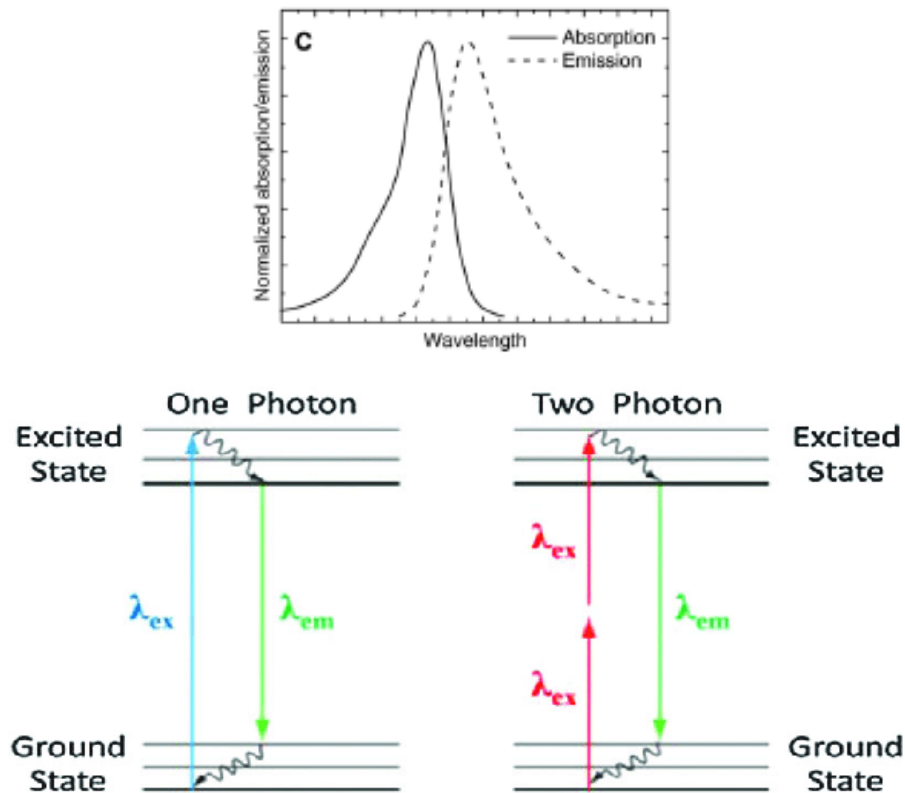 C
Absorption
Emission
Normalized absorption/emission
Wavelength
One Photon
Two Photon
Excited
State
Excited
State
λex
λem
λex
λex
λem
Ground
State
Ground
State